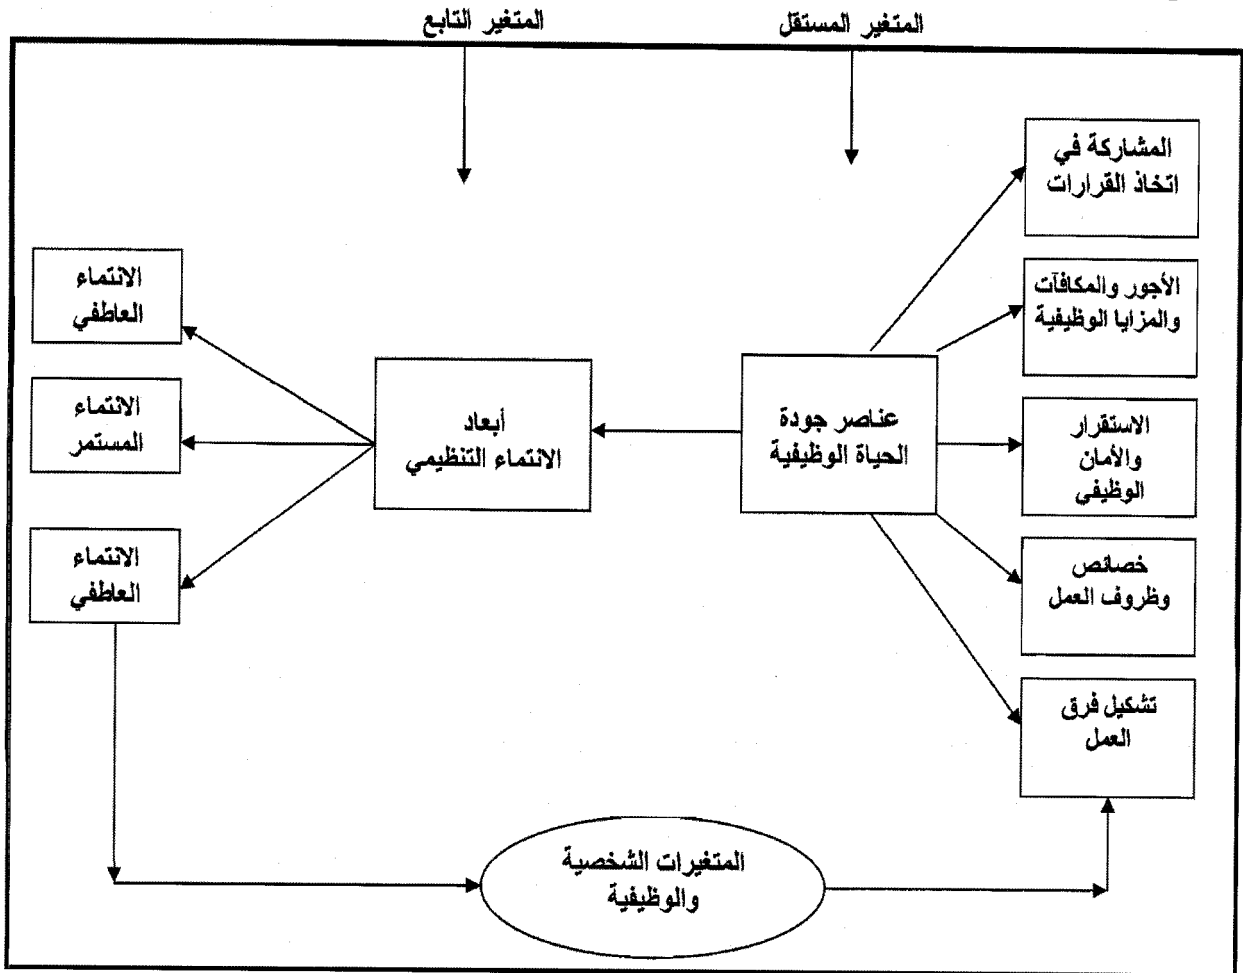 المتغير المستقل
المتغير التابع
المشاركة في
اتخاذ القرارات
الأجور والمكافآت
والمزايا الوظيفية
الاستقرار
والأمان
الوظيفي
خصائص
وظروف العمل
تشكيل فرق
العمل
عناصر جودة
الحياة الوظيفية
أبعاد
الانتماء التنظيمي
الانتماء
العاطفي
الانتماء
المستمر
الانتماء
العاطفي
المتغيرات الشخصية
والوظيفية